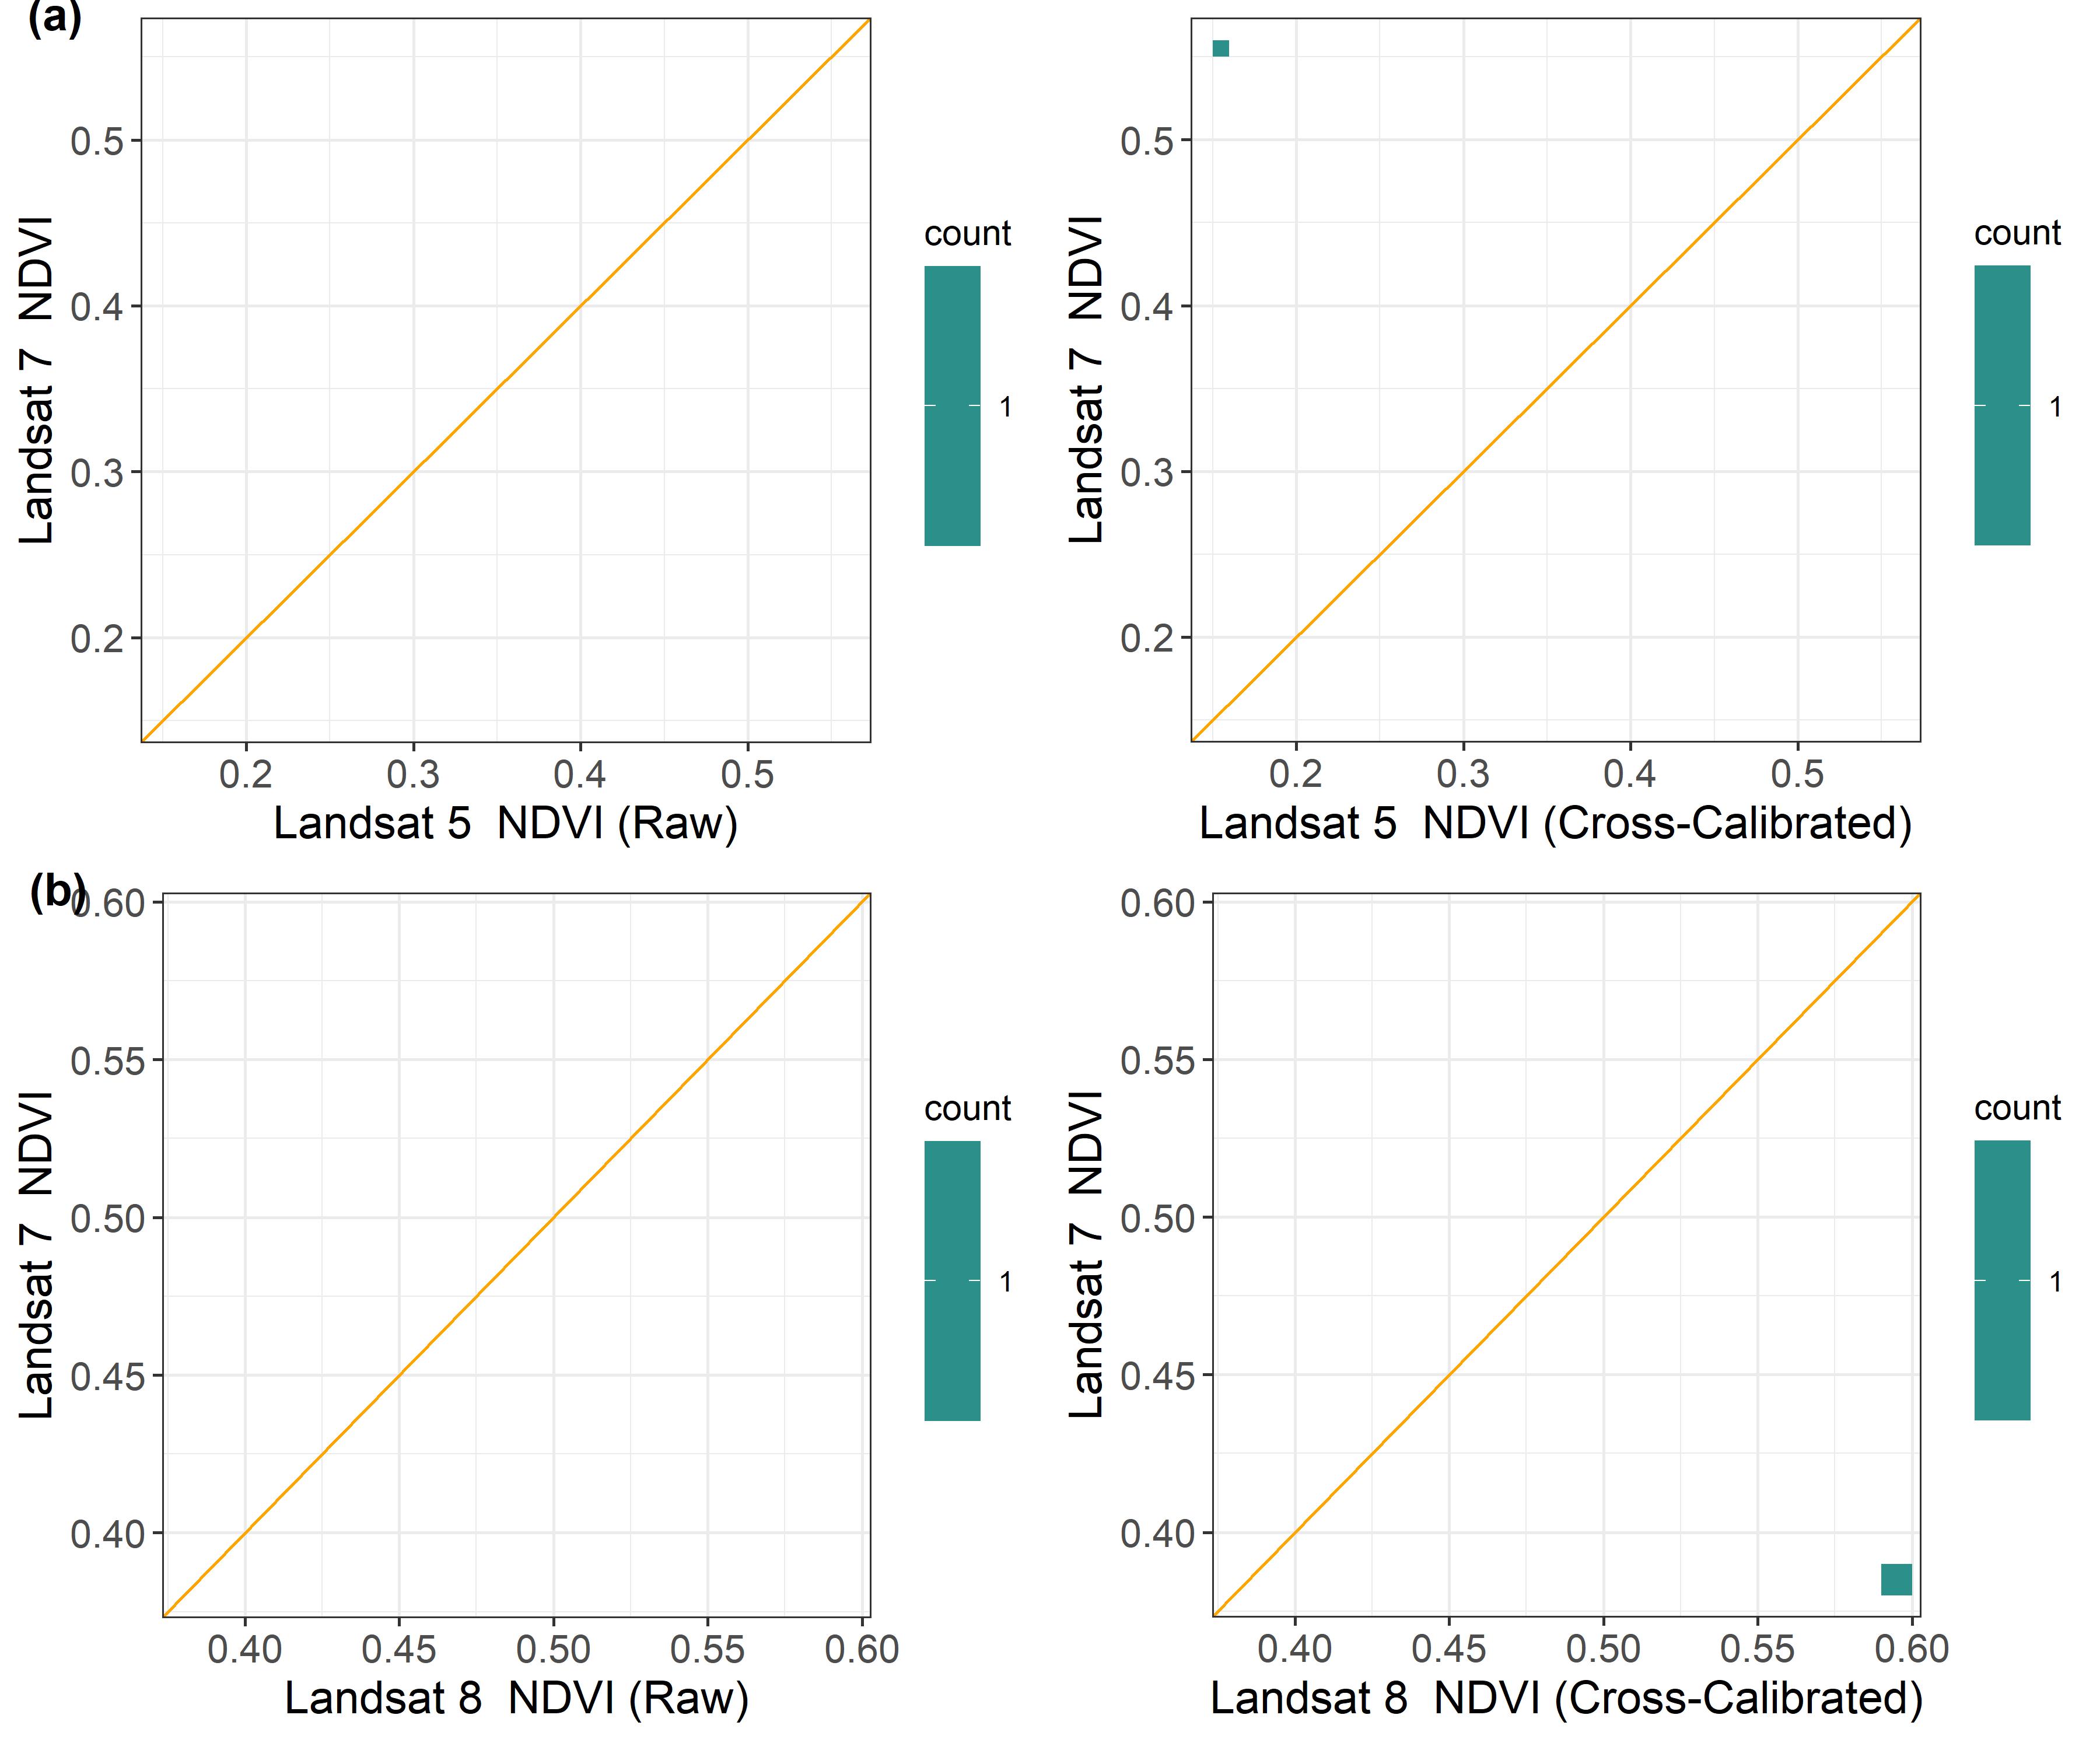 (a)
0.5
0.4
0.3
0.2
Landsat 7 NDVI
0.2 0.3 0.4 0.5
Landsat 5 NDVI (Raw)
count
1
0.5
0.4
0.3
0.2
Landsat 7 NDVI
0.2 0.3 0.4 0.5
Landsat 5 NDVI (Cross-Calibrated)
count
1
(b)
0.60
0.55
0.50
0.45
0.40
Landsat 7 NDVI
0.40 0.45 0.50 0.55 0.60
Landsat 8 NDVI (Raw)
count
1
0.60
0.55
0.50
0.45
0.40
Landsat 7 NDVI
0.40 0.45 0.50 0.55 0.60
Landsat 8 NDVI (Cross-Calibrated)
count
1